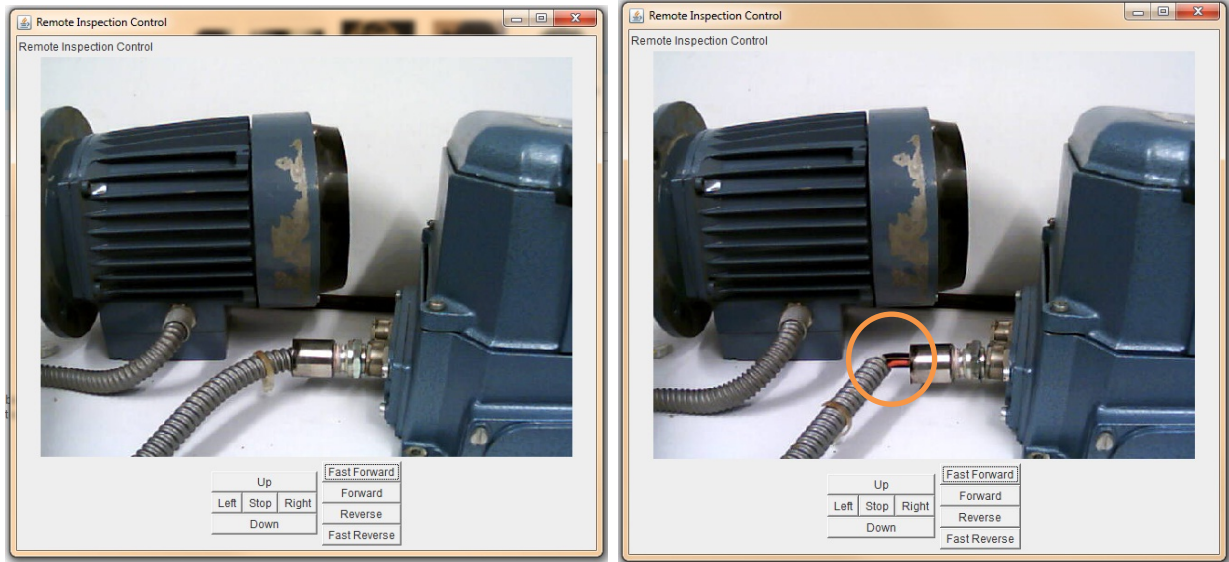 Remote Inspection Control
Remote Inspection Control
Up
Left Stop Right
Down
Fast Forward
Forward
Reverse
Fast Reverse
Remote Inspection Control
Remote Inspection Control
Up
Left Stop Right
Down
Fast Forward
Forward
Reverse
Fast Reverse